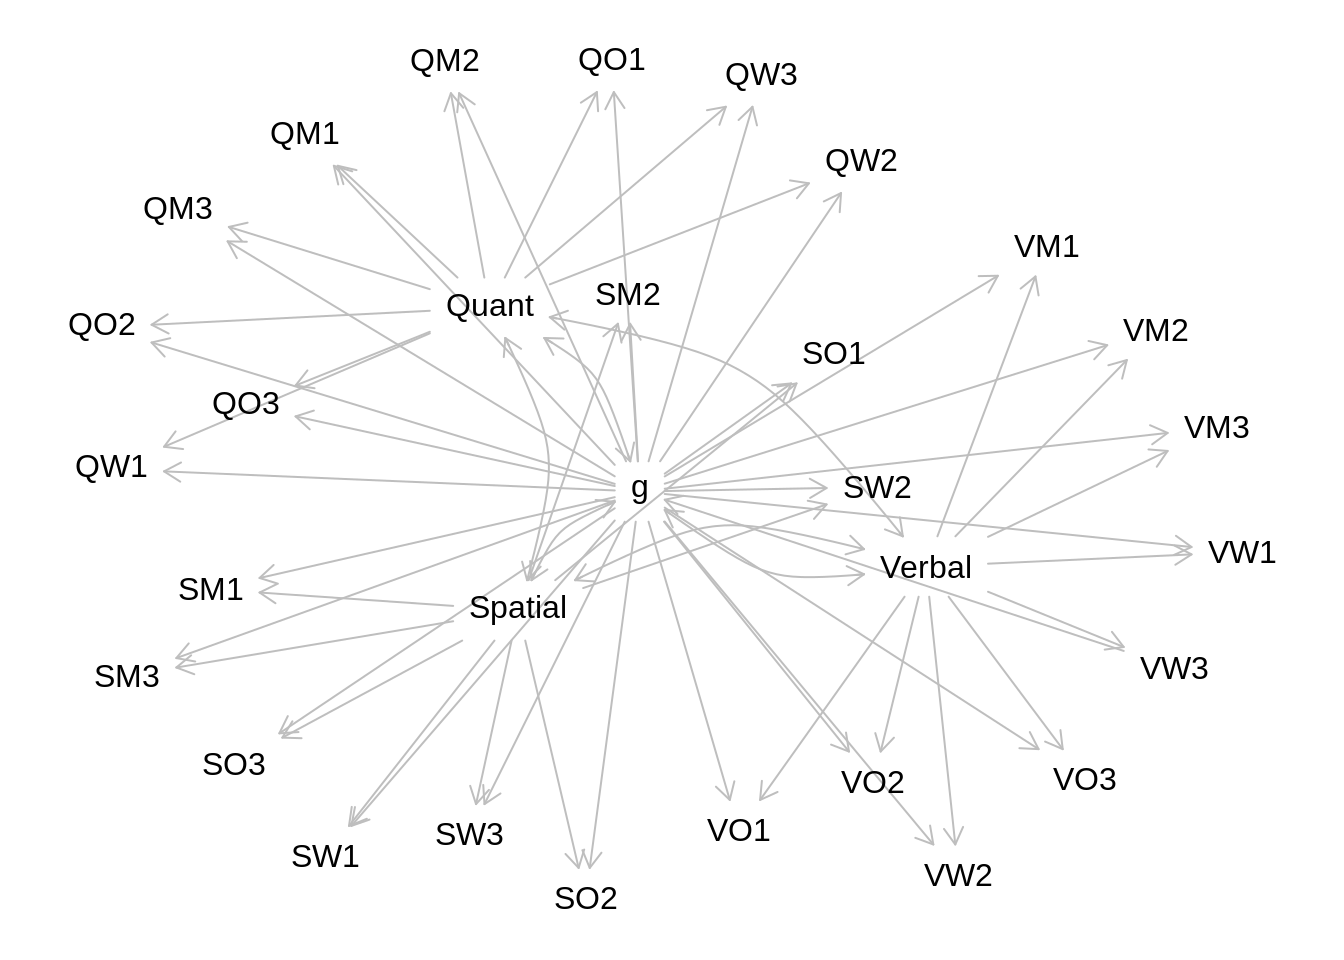 QM2
QO1
QW3
QM1
QW2
QM3
VM1
Quant
SM2
QO2
VM2
SO1
QO3
VM3
QW1
g
SW2
VW1
Verbal
SM1
Spatial
VW3
SM3
SO3
VO2
VO3
SW3
VO1
SW1
VW2
SO2